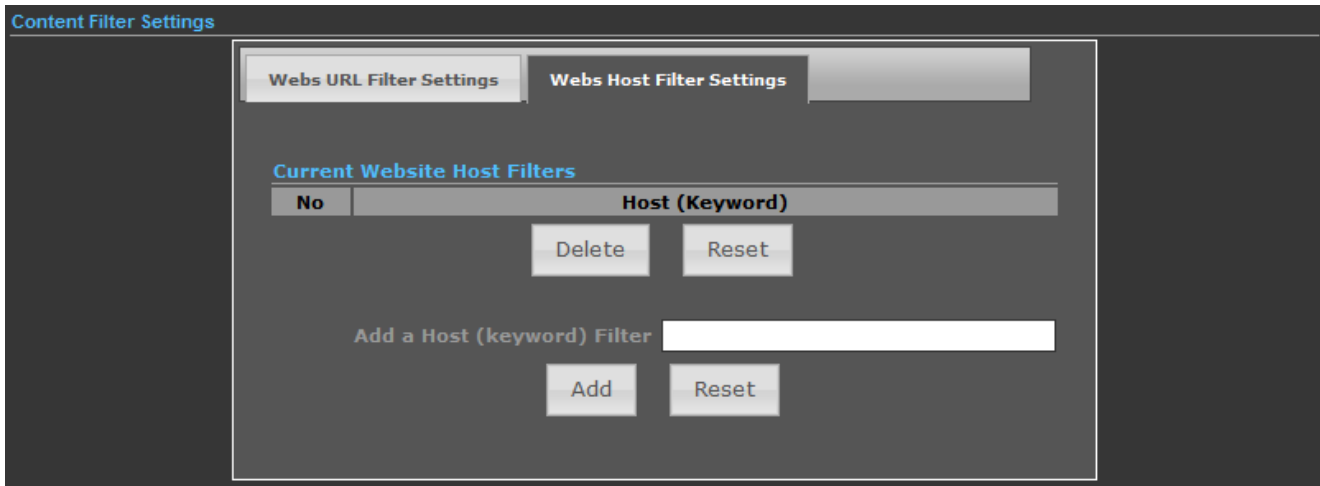 Content Filter Settings
Webs URL Filter Settings Webs Host Filter Settings
Current Website Host Filters
No Host (Keyword)
Delete Reset
Add a Host (keyword) Filter
Add Reset